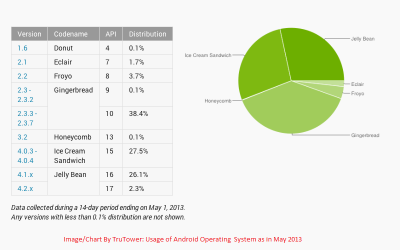 Version Codename API Distribution
1.6 Donut 4 0.1%
2.1 Eclair 7 1.7%
2.2 Froyo 8 3.7%
2.3 - Gingerbread 9 0.1%
2.3.2
2.3.3 - 10 38.4%
2.3.7
3.2 Honeycomb 13 0.1%
4.0.3 - Ice Cream 15 27.5%
4.0.4 Sandwich
4.1.x Jelly Bean 16 26.1%
4.2.x 17 2.3%
Jelly Bean
Ice Cream Sandwich
Eclair
Froyo
Honeycomb
Gingerbread
Data collected during a 14-day period ending on May 1, 2013.
Any versions with less than 0.1% distribution are not shown.
Image/Chart By TruTower: Usage of Android Operating System as in May 2013